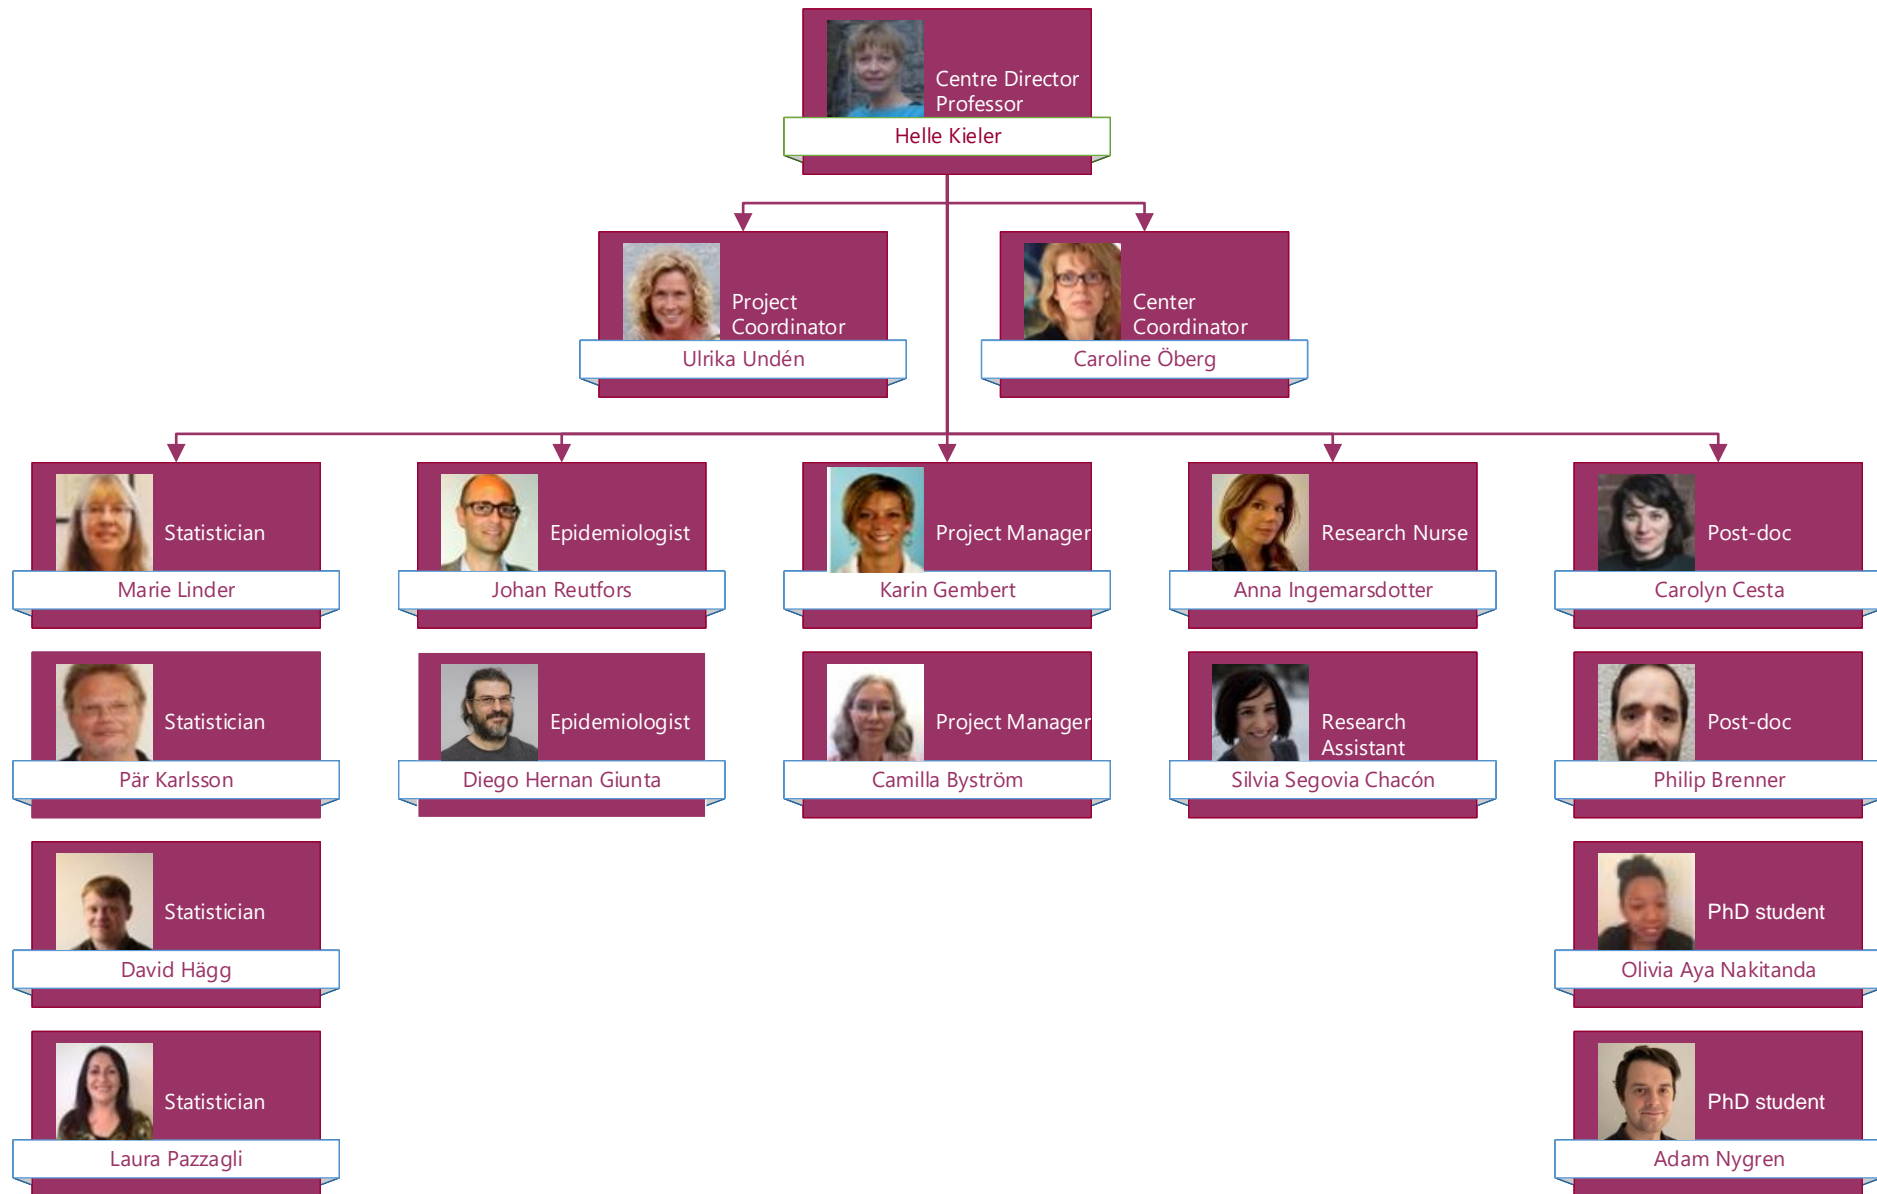 Centre Director
Professor
Helle Kieler
Project
Coordinator
Ulrika Undén
Center
Coordinator
Caroline Öberg
Statistician
Marie Linder
Epidemiologist
Johan Reutfors
Project Manager
Karin Gembert
Research Nurse
Anna Ingemarsdotter
Post-doc
Carolyn Cesta
Statistician
Pär Karlsson
Epidemiologist
Diego Hernan Giunta
Project Manager
Camilla Byström
Research
Assistant
Silvia Segovia Chacón
Post-doc
Philip Brenner
Statistician
David Hägg
PhD student
Olivia Aya Nakitanda
Statistician
Laura Pazzagli
PhD student
Adam Nygren